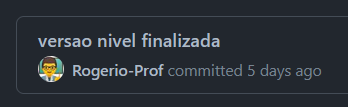 versao nivel finalizada
Rogerio-Prof committed 5 days ago